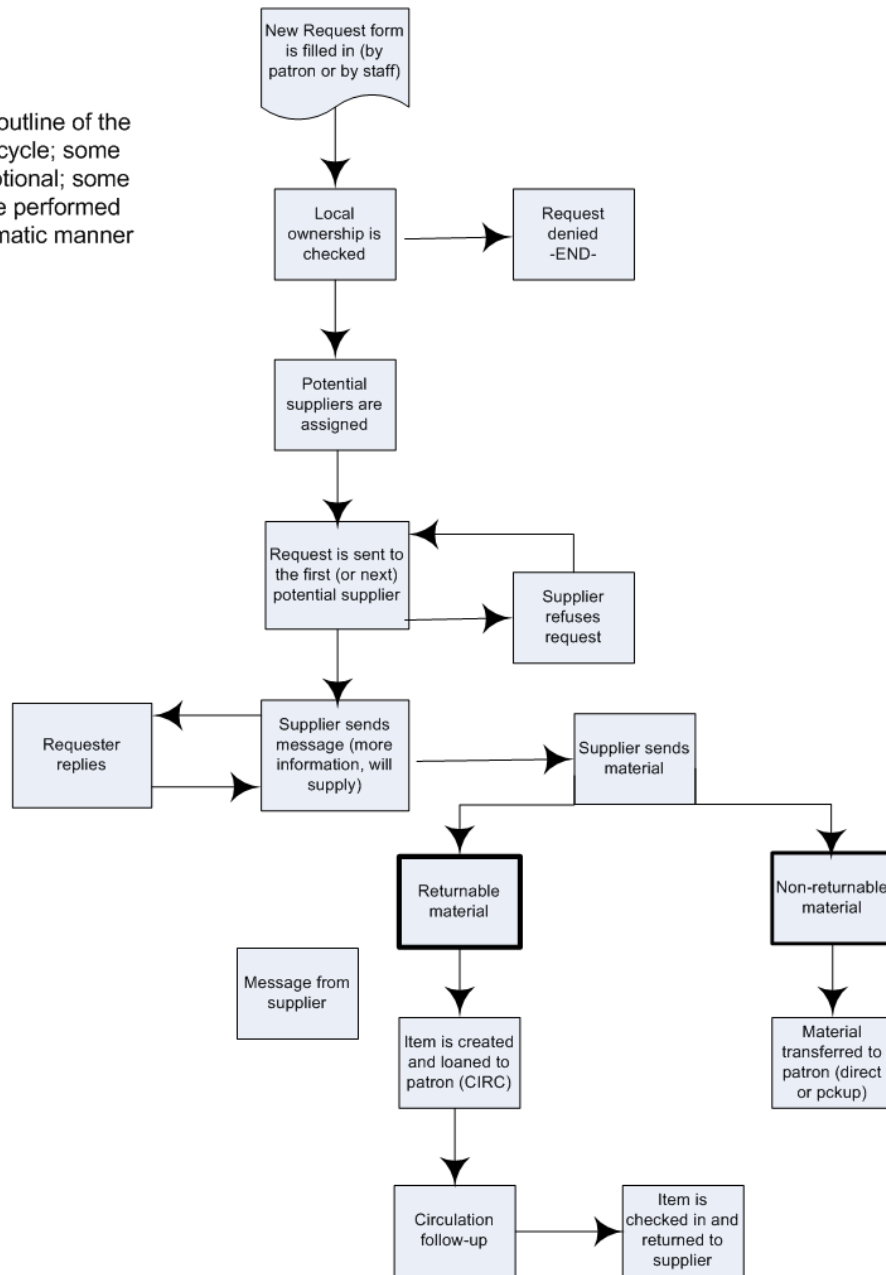 New Request form
is filled in (by
patron or by staff)
outline of the
cycle; some
tional; some
e performed
matic manner
Local
ownership is
checked
Request
denied
-END-
Potential
suppliers are
assigned
Request is sent to
the first (or next)
potential supplier
Supplier
refuses
request
Requester
replies
Supplier sends
message (more
information, will
supply)
Supplier sends
material
Returnable
material
Non-returnable
material
Message from
supplier
Item is created
and loaned to
patron (CIRC)
Material
transferred to
patron (direct
or pckup)
Circulation
follow-up
Item is
checked in and
returned to
supplier